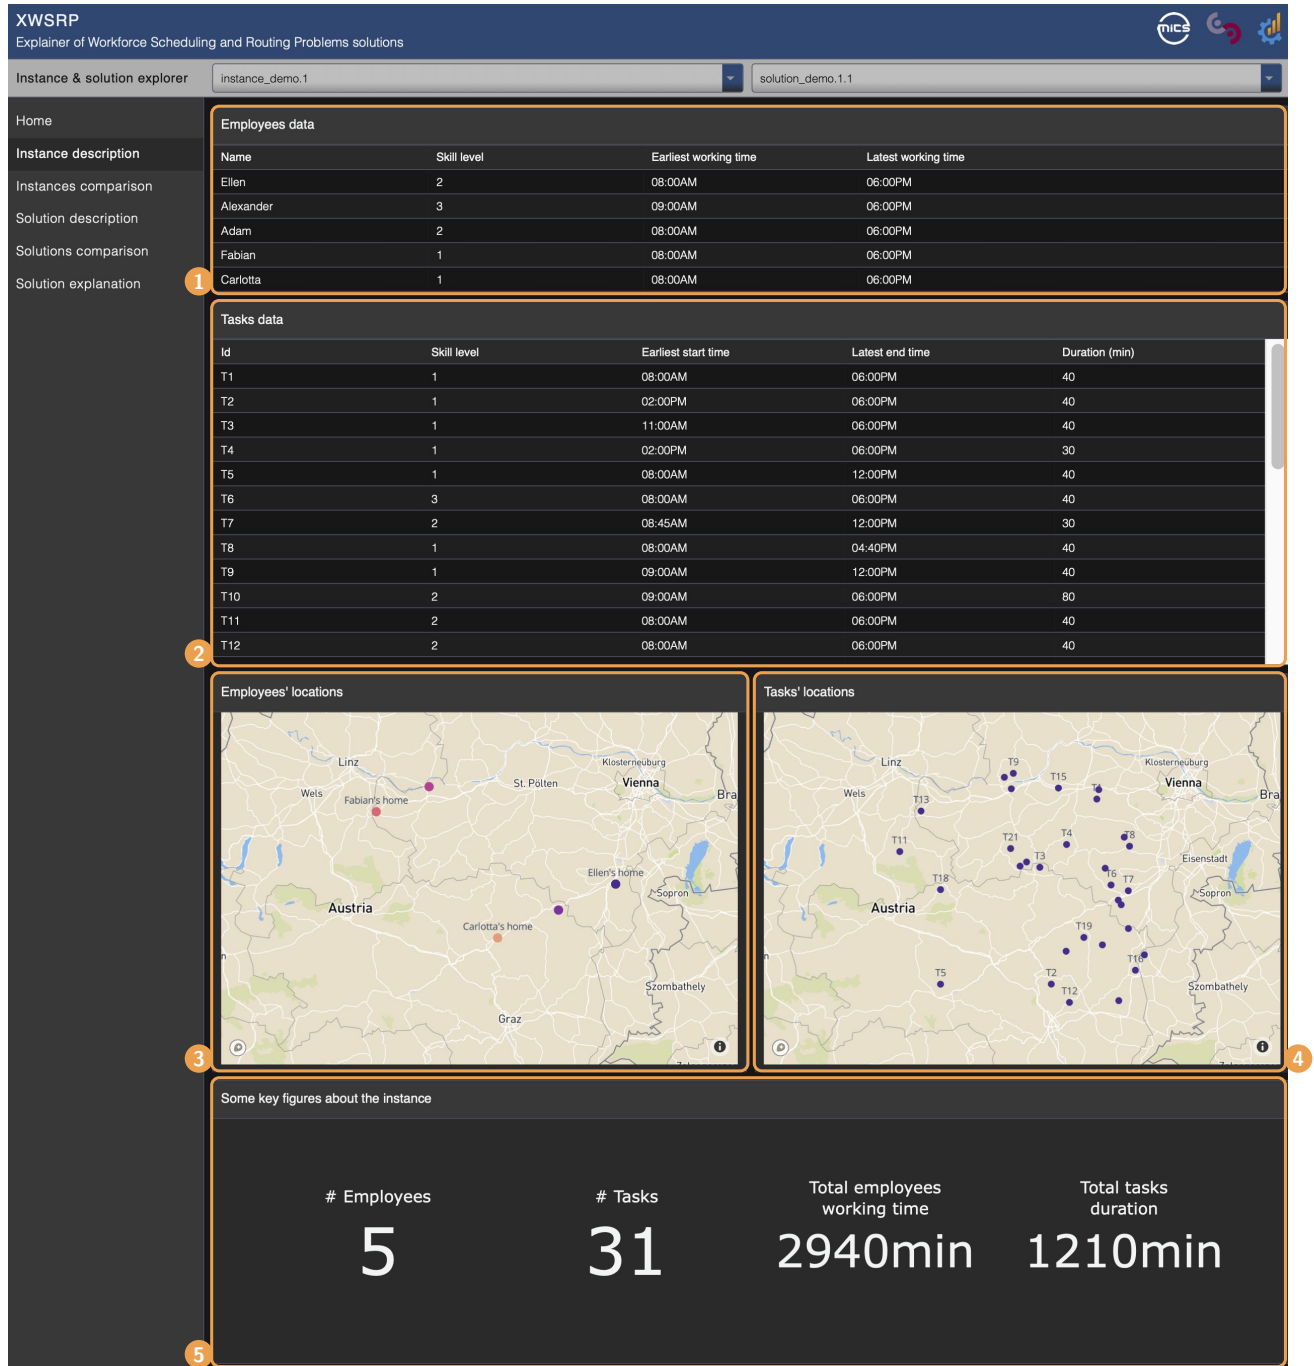 XWSRP
Explainer of Workforce Scheduling and Routing Problems solutions
mics
Instance & solution explorer
instance_demo.1
solution_demo.1.1
Home
Instance description
Instances comparison
Solution description
Solutions comparison
Solution explanation
Employees data
Name Skill level Earliest working time Latest working time
Ellen 2 08:00AM 06:00PM
Alexander 3 09:00AM 06:00PM
Adam 2 08:00AM 06:00PM
Fabian 1 08:00AM 06:00PM
Carlotta 1 08:00AM 06:00PM
1
Tasks data
Id Skill level Earliest start time Latest end time Duration (min)
T1 1 08:00AM 06:00PM 40
T2 1 02:00PM 06:00PM 40
T3 1 11:00AM 06:00PM 40
T4 1 02:00PM 06:00PM 30
T5 1 08:00AM 12:00PM 40
T6 3 08:00AM 06:00PM 40
T7 2 08:45AM 12:00PM 30
T8 1 08:00AM 04:40PM 40
T9 1 09:00AM 12:00PM 40
T10 2 09:00AM 06:00PM 80
T11 2 08:00AM 06:00PM 40
T12 2 08:00AM 06:00PM 40
2
Employees' locations
Linz
Klosterneuburg
St. Pölten
Vienna
Wels
Fabian's home
Bra
Ellen's home
Sopron
Austria
Carlotta's home
n
Szombathely
Graz
3
Tasks' locations
Linz
T9
Klosterneuburg
T15
Vienna
Wels
T13
Bra
T11
T21
T4
T8
T3
Eisenstadt
T18
T6
T7
Sopron
Austria
T19
T16
T5
T2
T12
Szombathely
n
4
Some key figures about the instance
# Employees
5
# Tasks
31
Total employees
working time
2940min
Total tasks
duration
1210min
5